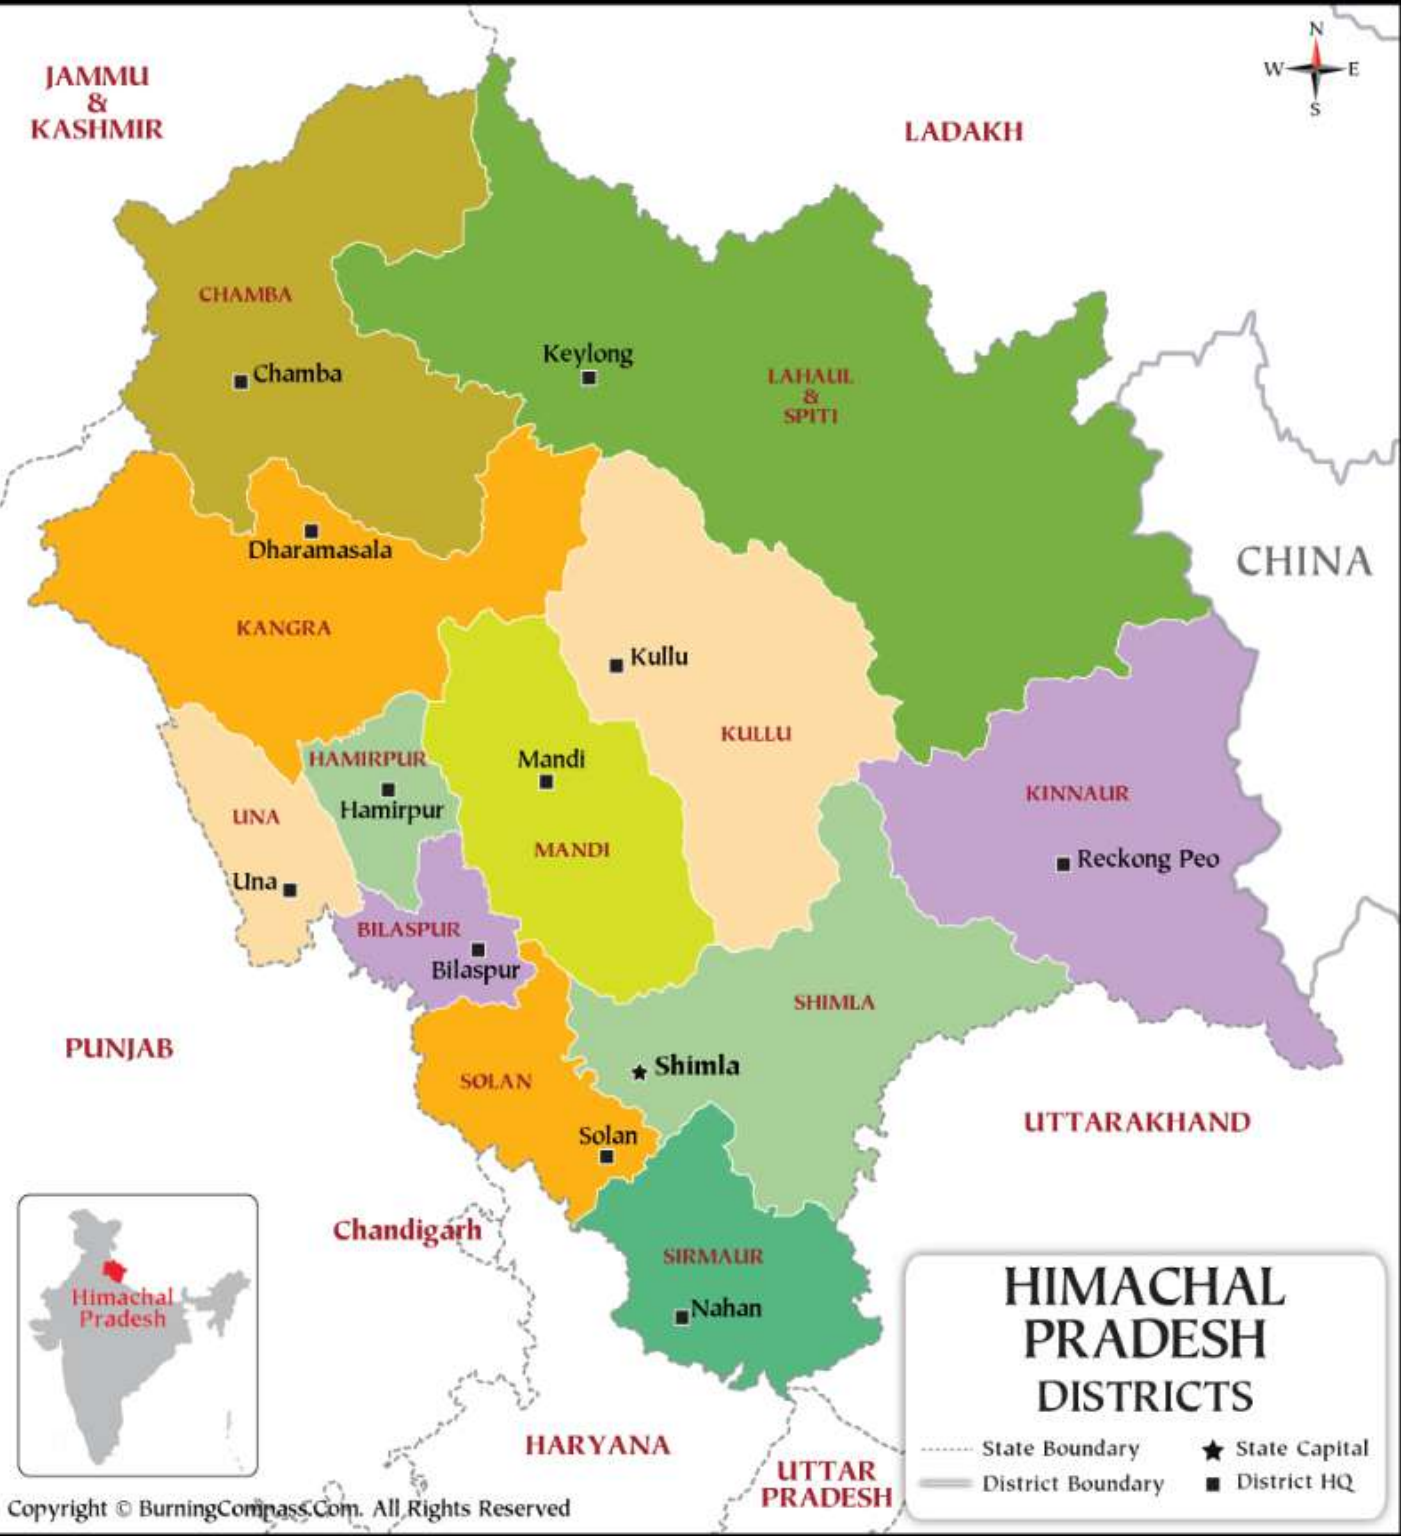 JAMMU
&
KASHMIR
LADAKH
N
W
E
S
CHAMBA
Chamba
Keylong
LAHAUL
&
SPITI
Dharamasala
KANGRA
CHINA
Kullu
KULLU
HAMIRPUR
Hamirpur
Mandi
MANDI
UNA
Una
KINNAUR
Reckong Peo
BILASPUR
Bilaspur
SHIMLA
Shimla
PUNJAB
SOLAN
Solan
UTTARAKHAND
Chandigarh
SIRMAUR
Nahan
Himachal
Pradesh
HARYANA
UTTAR
PRADESH
HIMACHAL
PRADESH
DISTRICTS
State Boundary
State Capital
District Boundary
District HQ
Copyright © BurningCompass.Com. All Rights Reserved